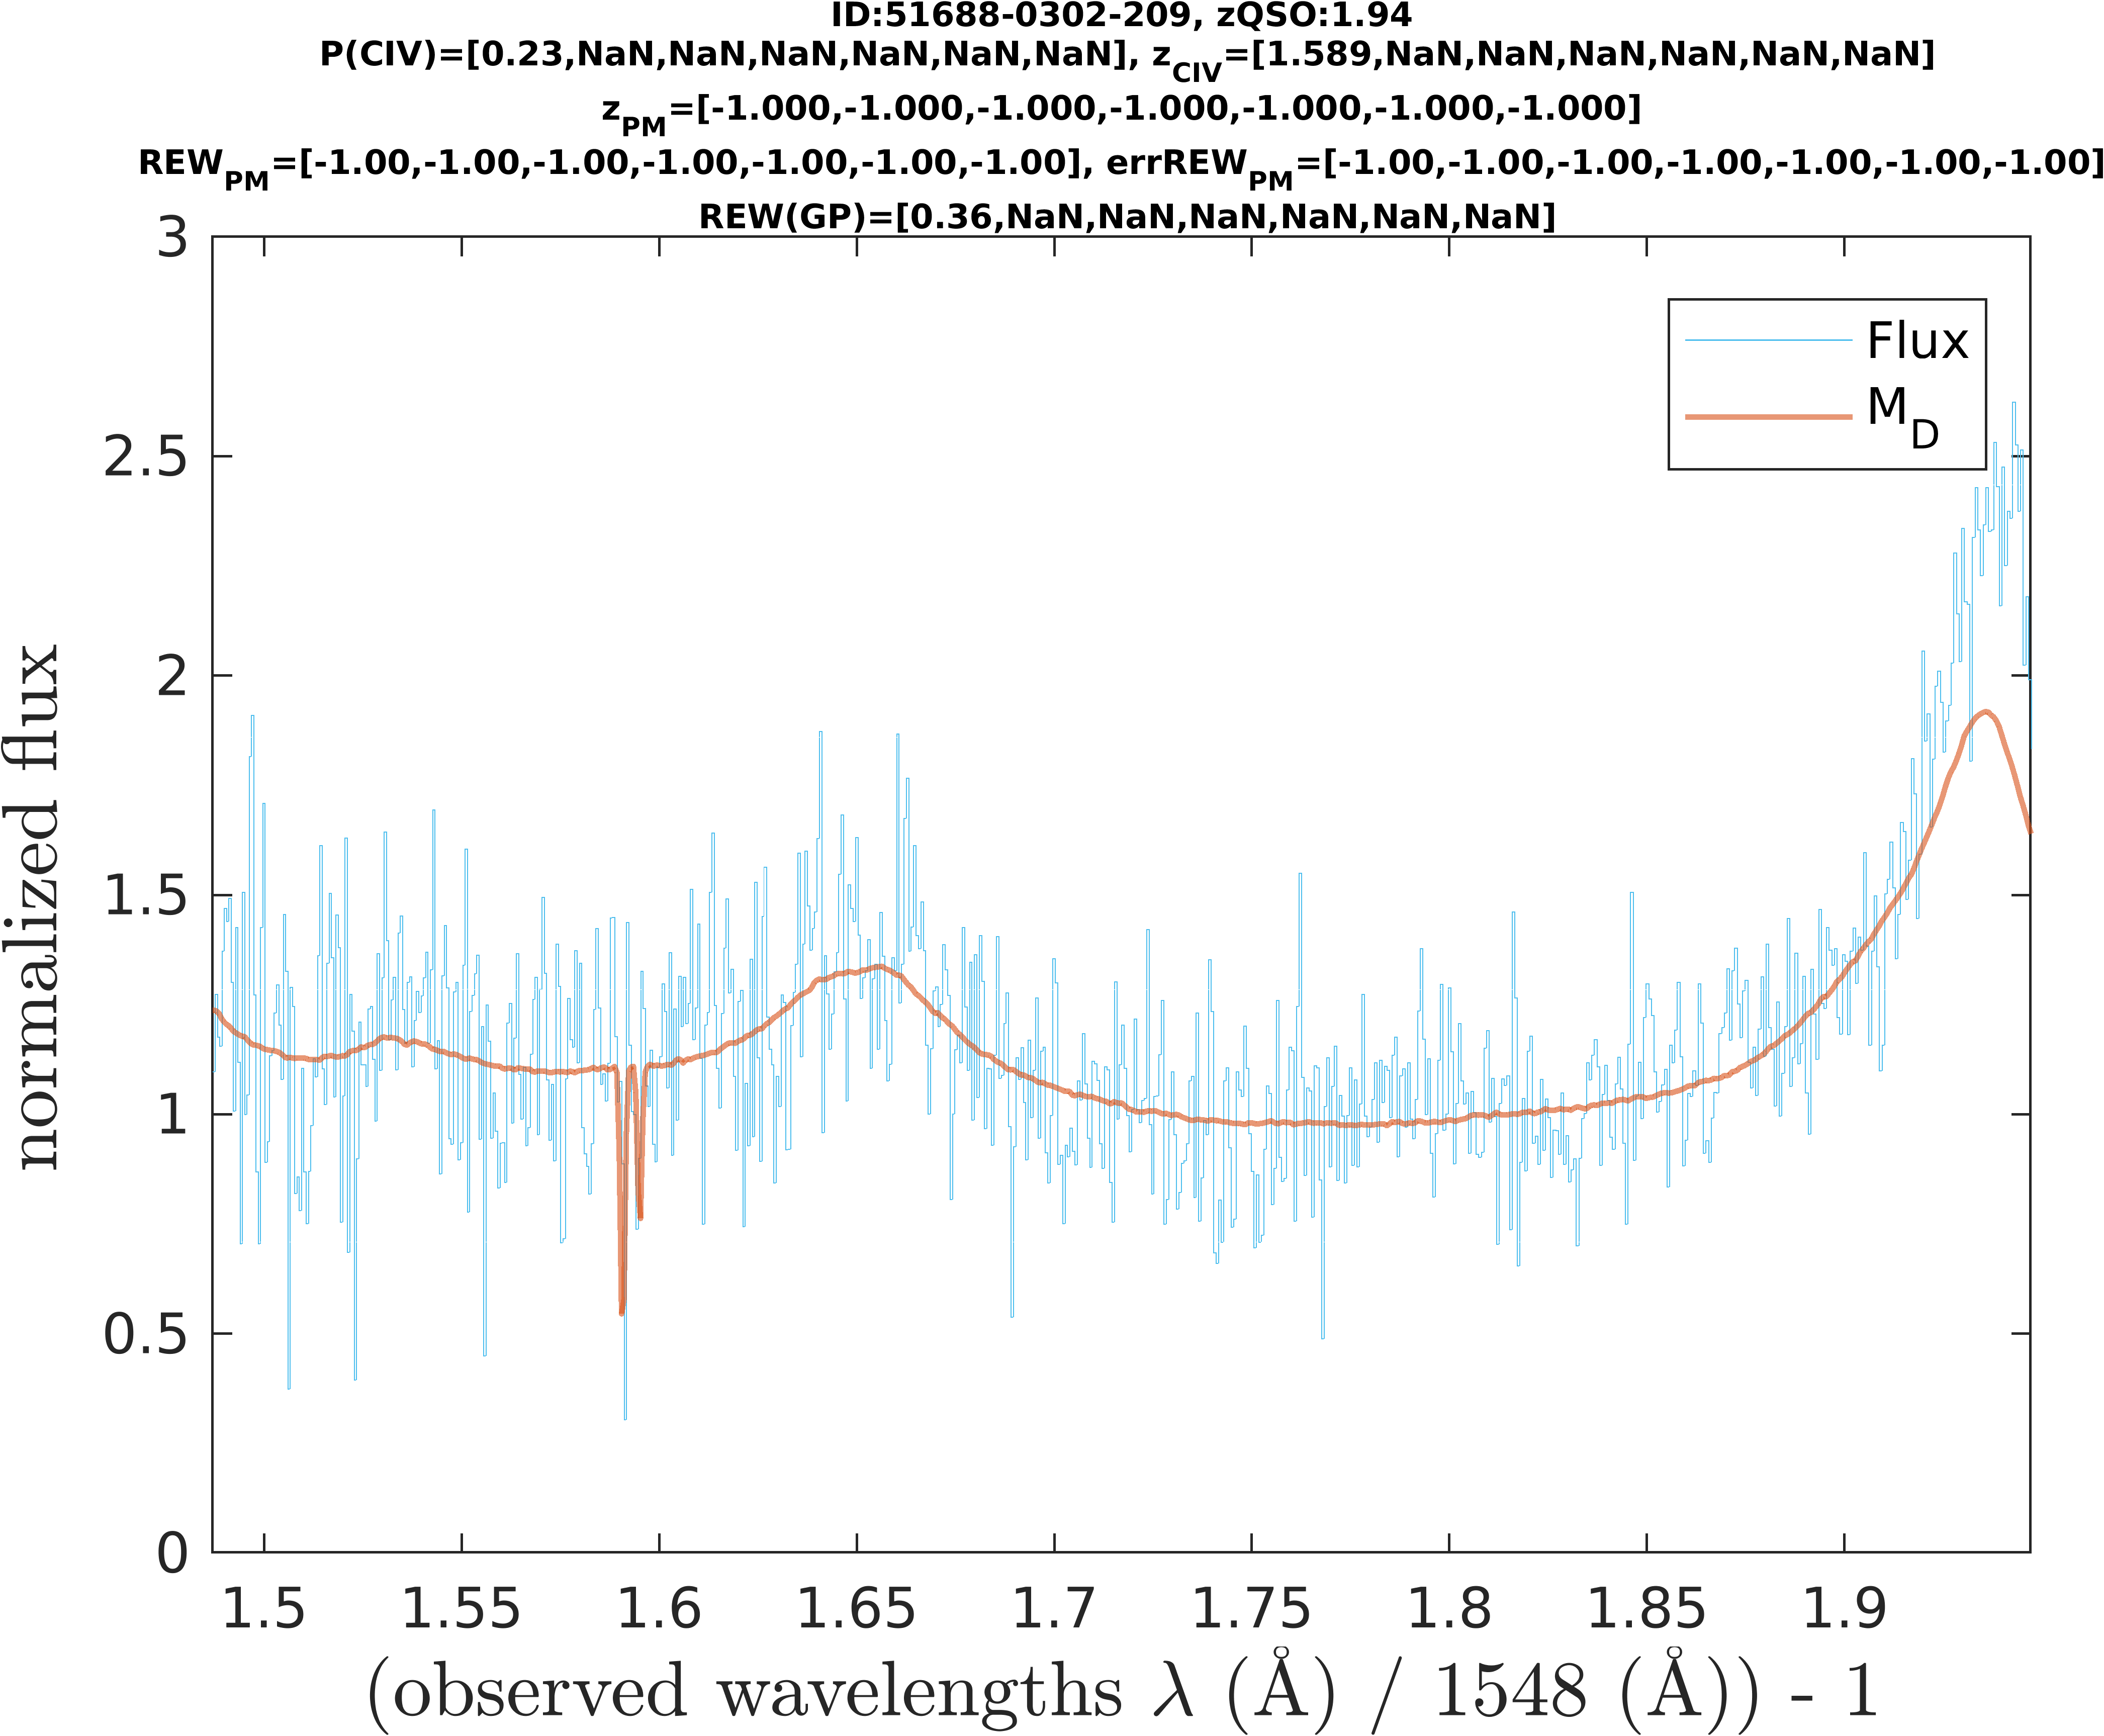 ID:51688-0302-209, zQSO:1.94
P(CIV)=[0.23,NaN,NaN,NaN,NaN,NaN,NaN], zCIV=[1.589,NaN,NaN,NaN,NaN,NaN,NaN]
zPM=[-1.000,-1.000,-1.000,-1.000,-1.000,-1.000,-1.000]
REWPM=[-1.00,-1.00,-1.00,-1.00,-1.00,-1.00,-1.00], errREWPM=[-1.00,-1.00,-1.00,-1.00,-1.00,-1.00,-1.00]
REW(GP)=[0.36,NaN,NaN,NaN,NaN,NaN,NaN]
3
2.5
2
1.5
1
0.5
0
normalized flux
Flux
MD
1.5 1.55 1.6 1.65 1.7 1.75 1.8 1.85 1.9
(observed wavelengths λ (Å) / 1548 (Å)) - 1